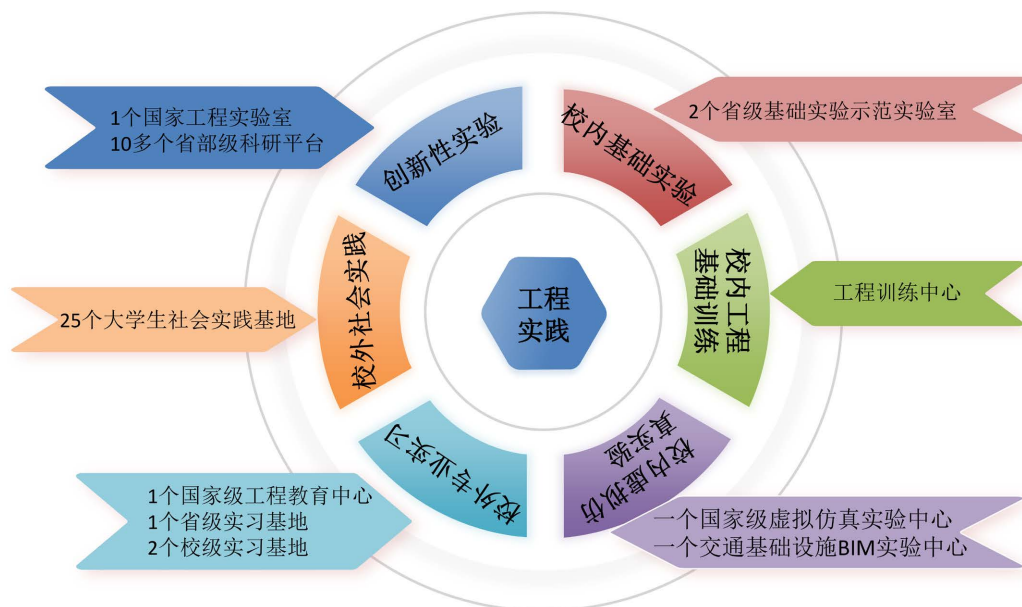 1个国家工程实验室
10多个省部级科研平台
创新性实验
校内基础实验
2个省级基础实验示范实验室
25个大学生社会实践基地
校外社会实践
工程
实践
校内工程
基础训练
工程训练中心
1个国家级工程教育中心
1个省级实习基地
2个校级实习基地
校外专业实习
校内虚拟仿
真实验
一个国家级虚拟仿真实验中心
一个交通基础设施BIM实验中心